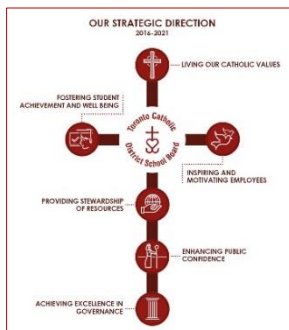 OUR STRATEGIC DIRECTION
2016-2021
LIVING OUR CATHOLIC VALUES
FOSTERING STUDENT
ACHIEVEMENT AND WELL BEING
Toronto Catholic
District School Board
INSPIRING AND
MOTIVATING EMPLOYEES
PROVIDING STEWARDSHIP
OF RESOURCES
ENHANCING PUBLIC
CONFIDENCE
ACHIEVING EXCELLENCE IN
GOVERNANCE